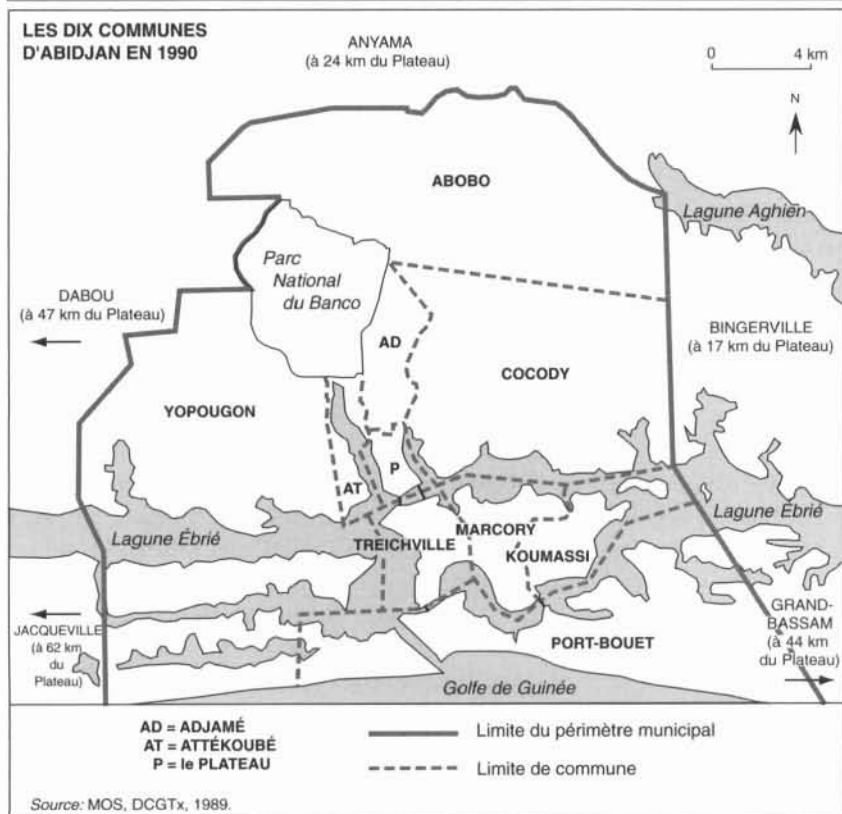 LES DIX COMMUNES
D'ABIDJAN EN 1990
ANYAMA
(à 24 km du Plateau)
0 4 km
N
ABOBO
Lagune Aghien
Parc
National
du Banco
DABOU
(à 47 km du Plateau)
AD
BINGERVILLE
(à 17 km du Plateau)
COCODY
YOPOUGON
P
AT
Lagune Ébrié
MARCORY
TREICHVILLE
KOUMASSI
Lagune Ébrié
JACQUEVILLE
(à 62 km
du
Plateau)
GRAND-
BASSAM
(à 44 km
du Plateau)
PORT-BOUET
Golfe de Guinée
AD = ADJAMÉ
AT = ATTÉKOUBÉ
P = le PLATEAU
Limite du périmètre municipal
Limite de commune
Source: MOS, DCGTx, 1989.